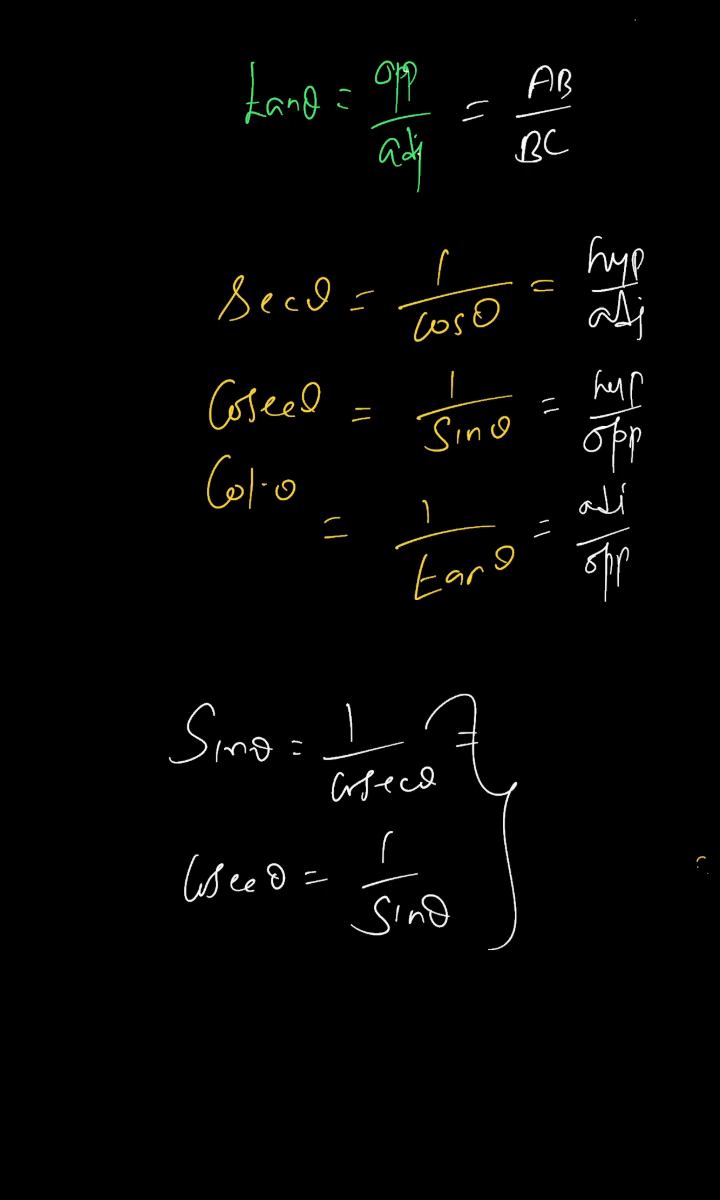 tanθ = opp/adj = AB/BC
Secθ = 1/cosθ = hyp/adj
Cosecθ = 1/Sinθ = hyp/opp
Cot·θ = 1/tanθ = adj/opp
Sinθ = 1/cosecθ
Cosecθ = 1/Sinθ